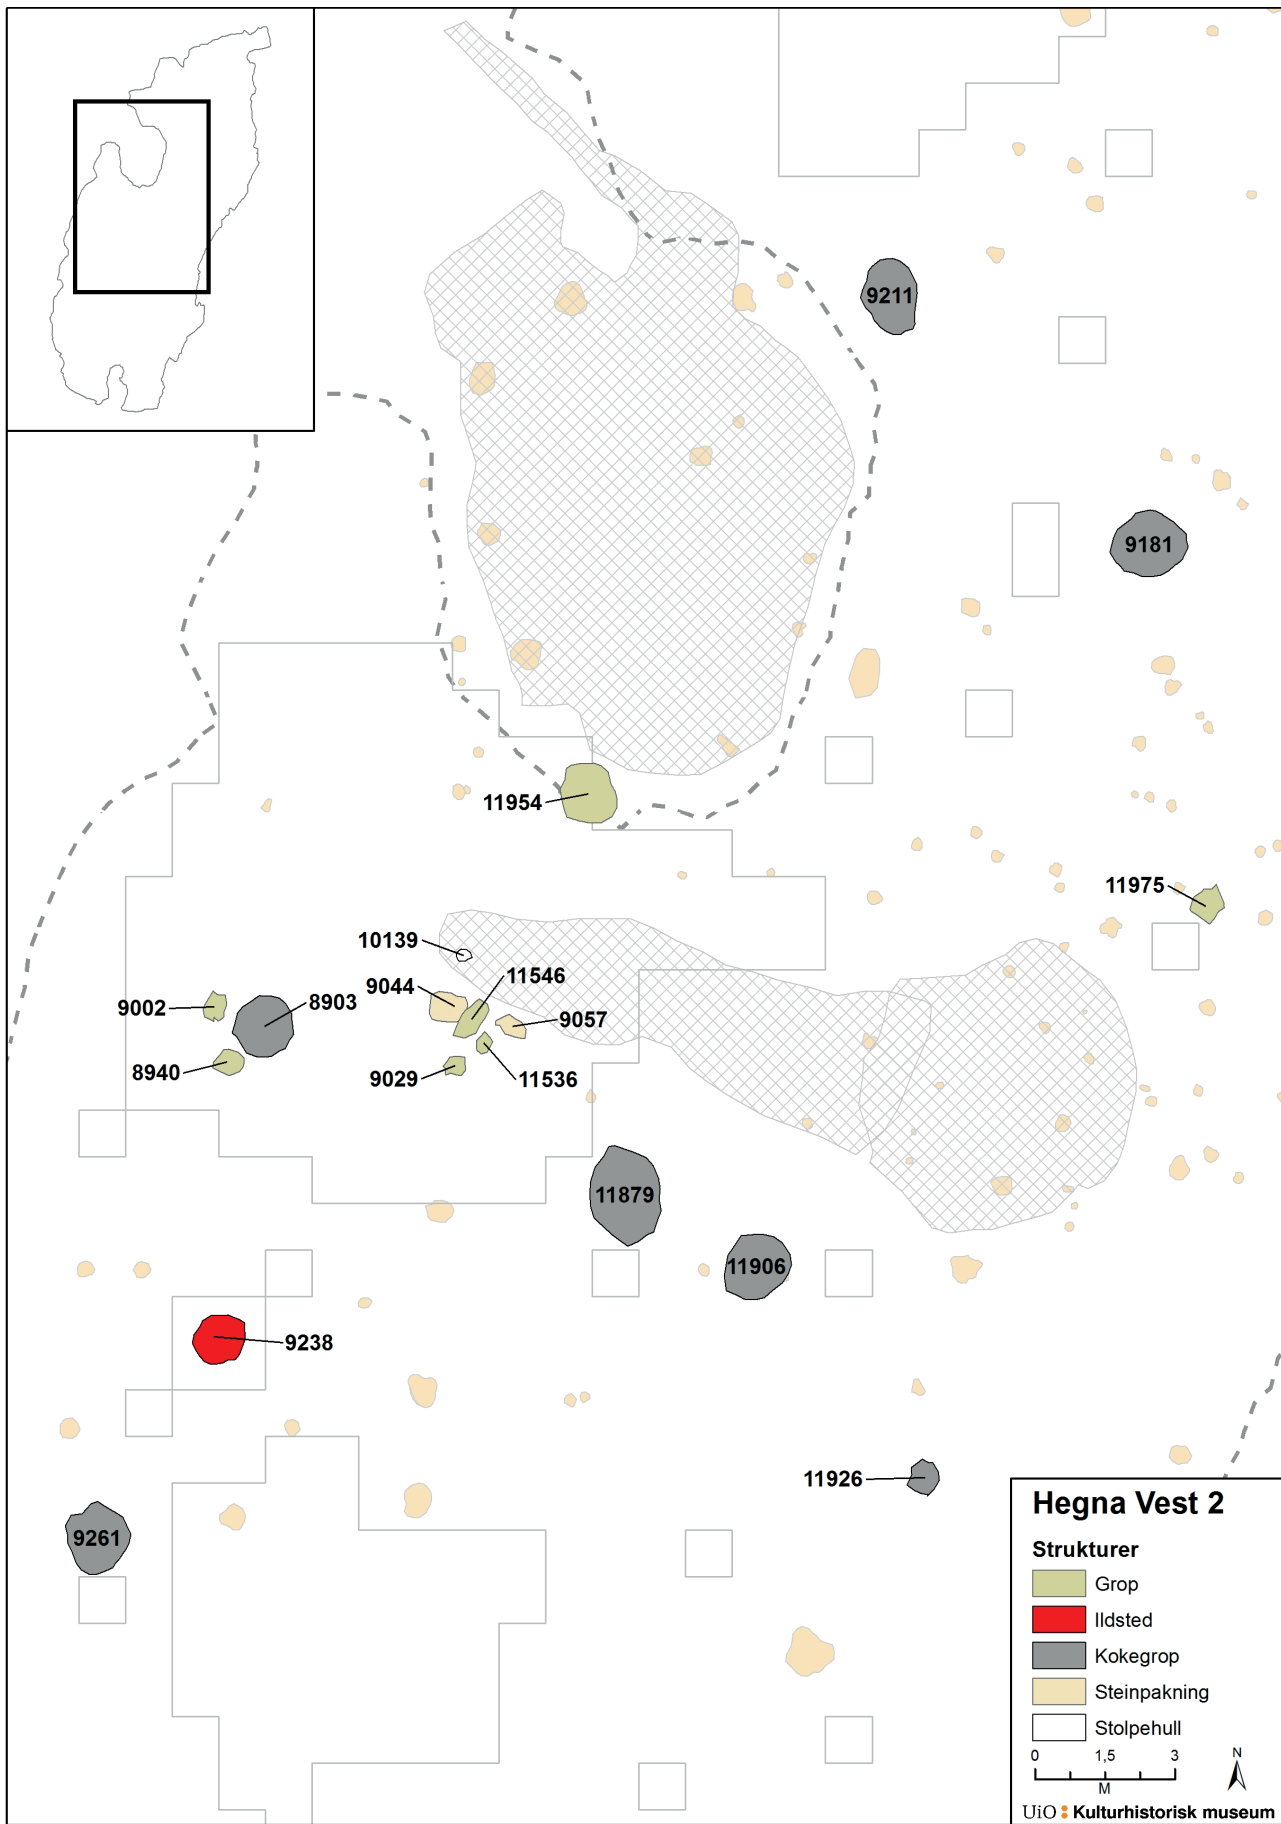 9211
9181
11954
11975
10139
11546
9044
9002
8903
9057
8940
9029
11536
11879
11906
9238
11926
9261
Hegna Vest 2
Strukturer
Grop
Ildsted
Kokegrop
Steinpakning
Stolpehull
0 1,5 3
M
N
UiO Kulturhistorisk museum